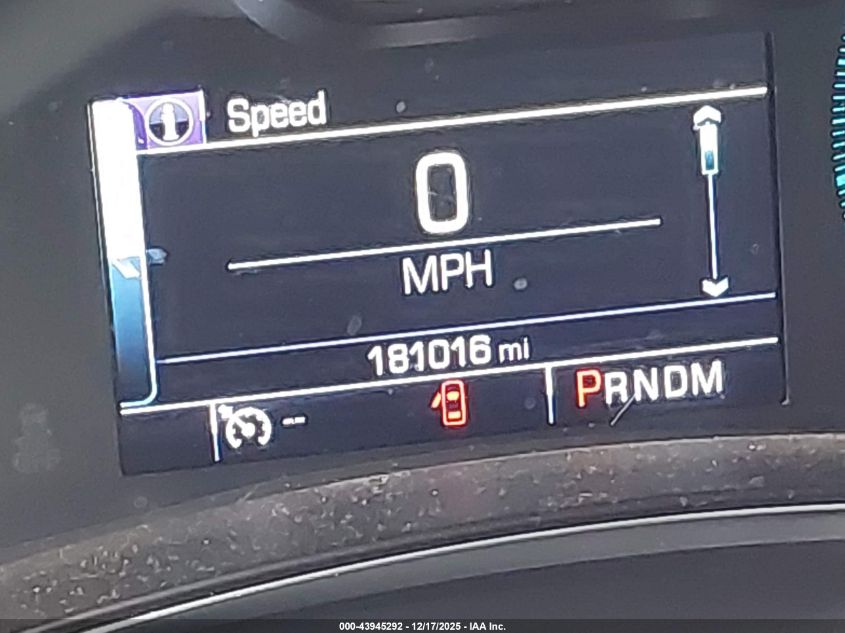 Speed
0
MPH
181016 mi
-- PRNDM
000-43945292 - 12/17/2025 - IAA Inc.